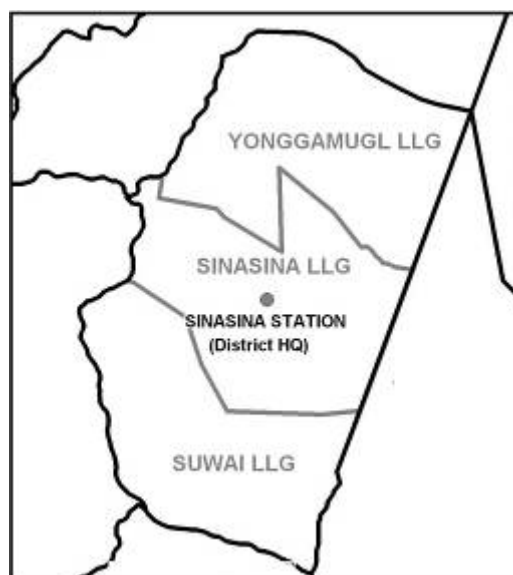 YONGGAMUGL LLG
SINASINA LLG
SINASINA STATION
(District HQ)
SUWAI LLG